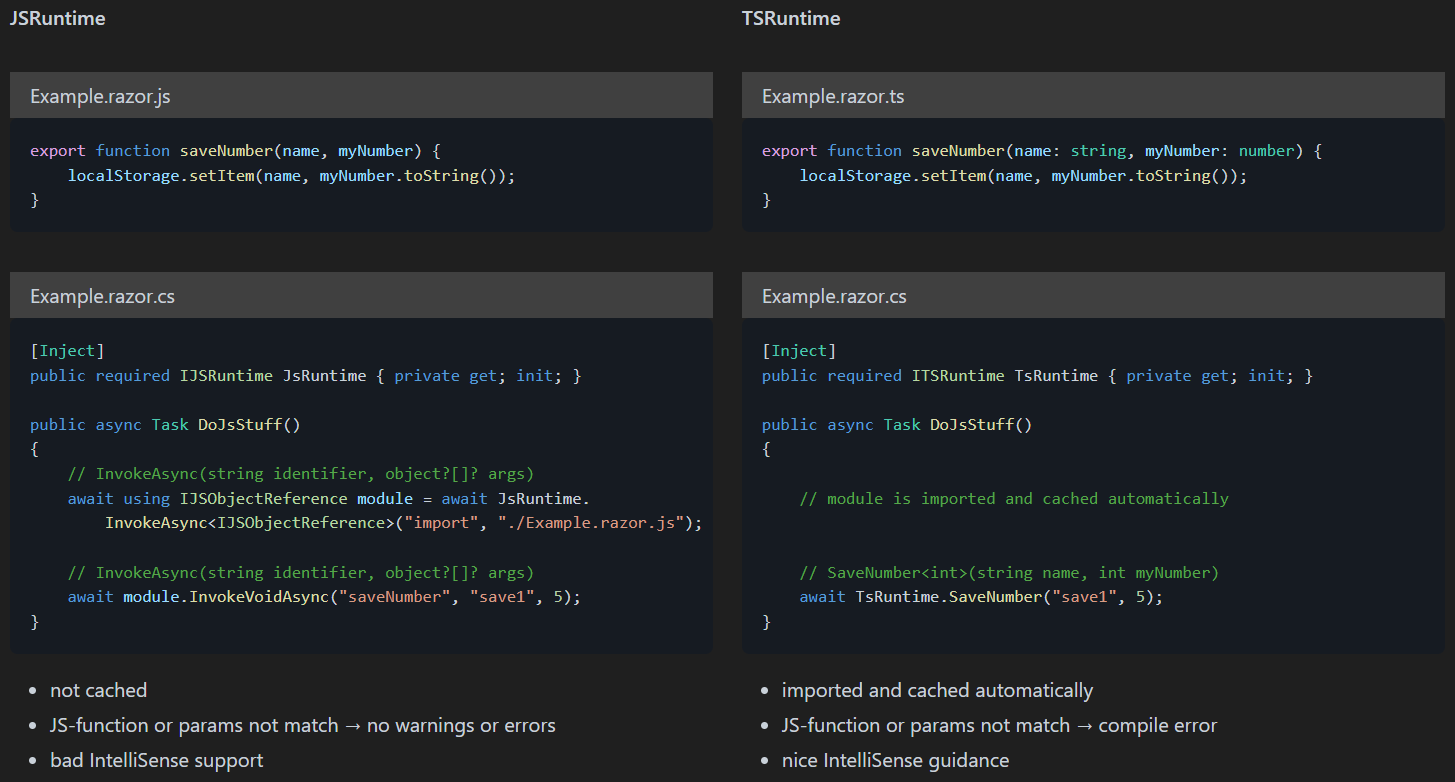 JSRuntime
Example.razor.js
export function saveNumber(name, myNumber) {
    localStorage.setItem(name, myNumber.toString());
}
Example.razor.cs
[Inject]
public required IJSRuntime JsRuntime { private get; init; }
public async Task DoJsStuff()
{
    // InvokeAsync(string identifier, object?[]? args)
    await using IJSObjectReference module = await JsRuntime.
        InvokeAsync<IJSObjectReference>("import", "./Example.razor.js");
    // InvokeAsync(string identifier, object?[]? args)
    await module.InvokeVoidAsync("saveNumber", "save1", 5);
}
• not cached
• JS-function or params not match → no warnings or errors
• bad IntelliSense support
TSRuntime
Example.razor.ts
export function saveNumber(name: string, myNumber: number) {
    localStorage.setItem(name, myNumber.toString());
}
Example.razor.cs
[Inject]
public required ITSRuntime TsRuntime { private get; init; }
public async Task DoJsStuff()
{
    // module is imported and cached automatically
    // SaveNumber<int>(string name, int myNumber)
    await TsRuntime.SaveNumber("save1", 5);
}
• imported and cached automatically
• JS-function or params not match → compile error
• nice IntelliSense guidance